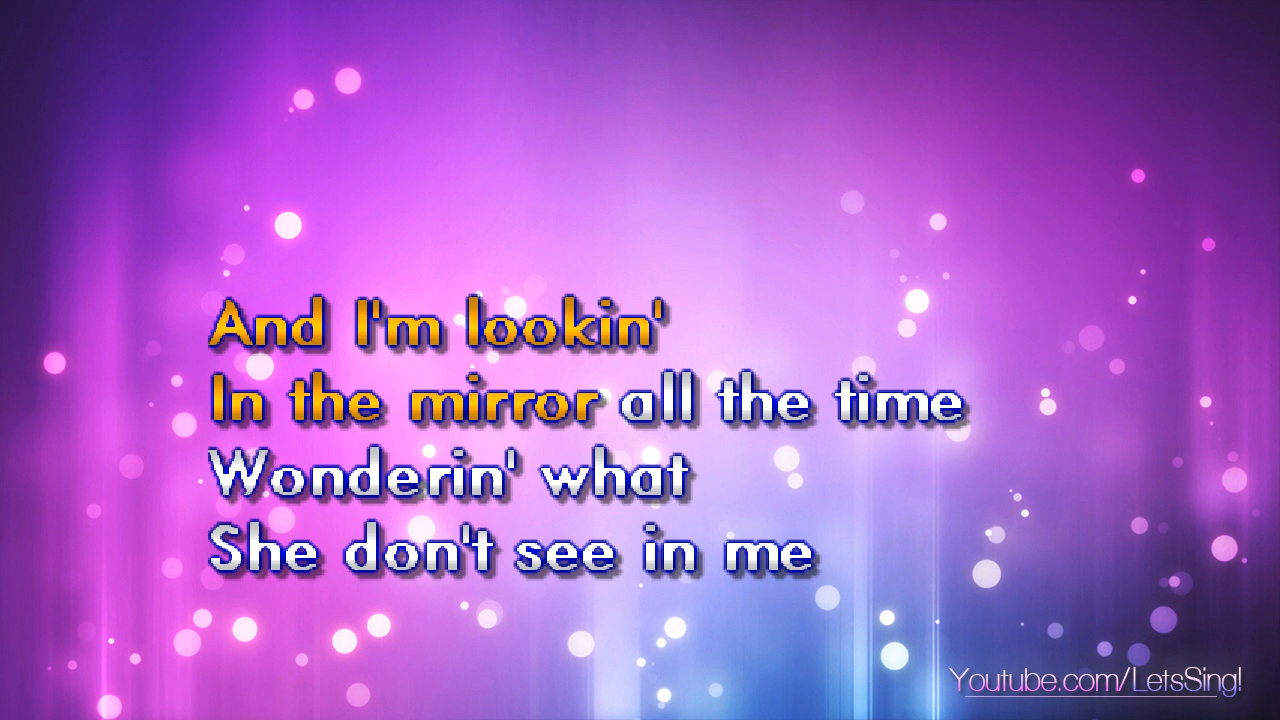 And I'm lookin'
In the mirror all the time
Wonderin' what
She don't see in me
Youtube.com/LetsSing!